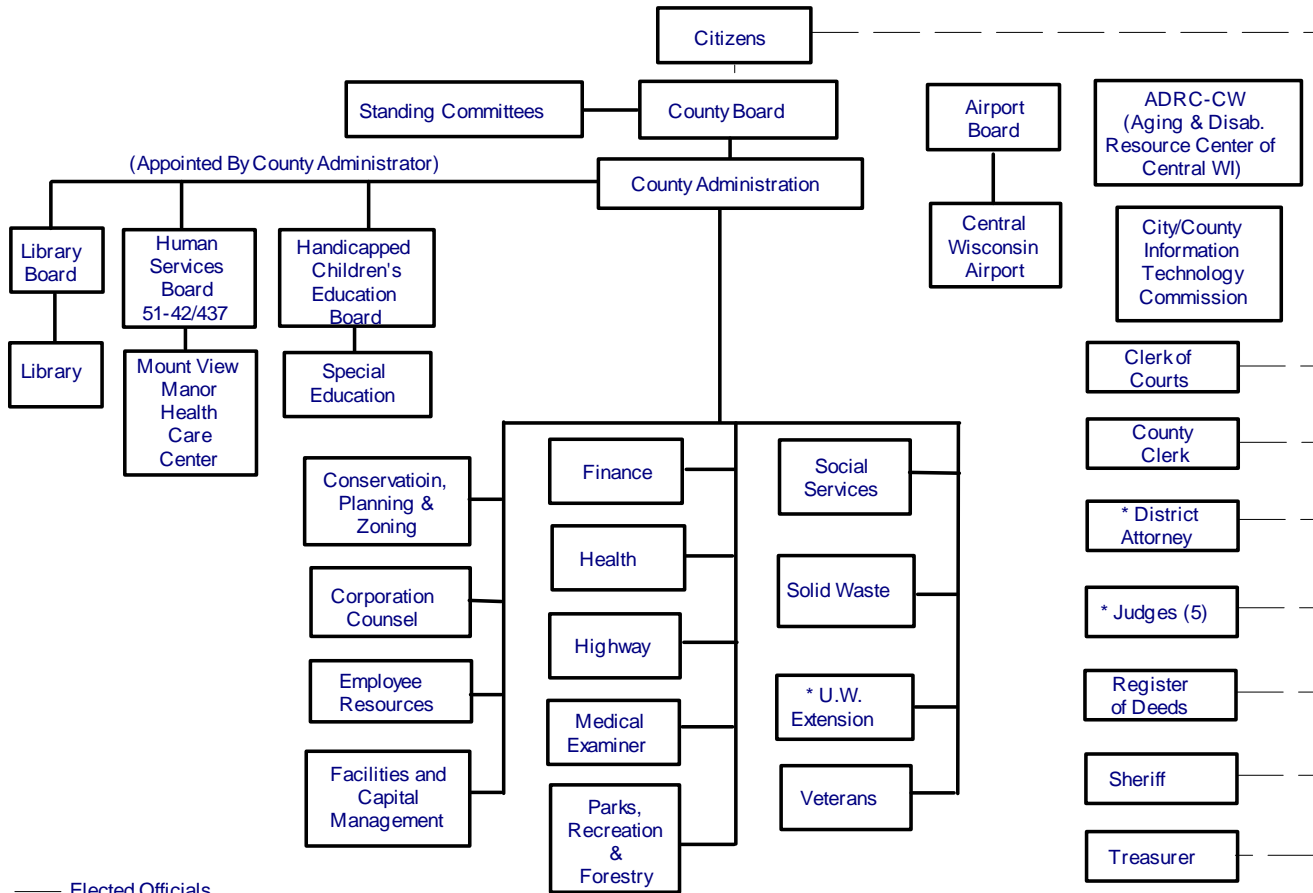 Citizens
Standing Committees
County Board
Airport
Board
ADRC-CW
(Aging & Disab.
Resource Center of
Central WI)
(Appointed By County Administrator)
County Administration
Library
Board
Human
Services
Board
51-42/437
Handicapped
Children's
Education
Board
Central
Wisconsin
Airport
City/County
Information
Technology
Commission
Library
Mount View
Manor
Health
Care
Center
Special
Education
Clerk of
Courts
County
Clerk
* District
Attorney
* Judges (5)
Register
of Deeds
Sheriff
Treasurer
Conservatioin,
Planning &
Zoning
Corporation
Counsel
Employee
Resources
Facilities and
Capital
Management
Finance
Health
Highway
Medical
Examiner
Parks,
Recreation
&
Forestry
Social
Services
Solid Waste
* U.W.
Extension
Veterans
Elected Officials